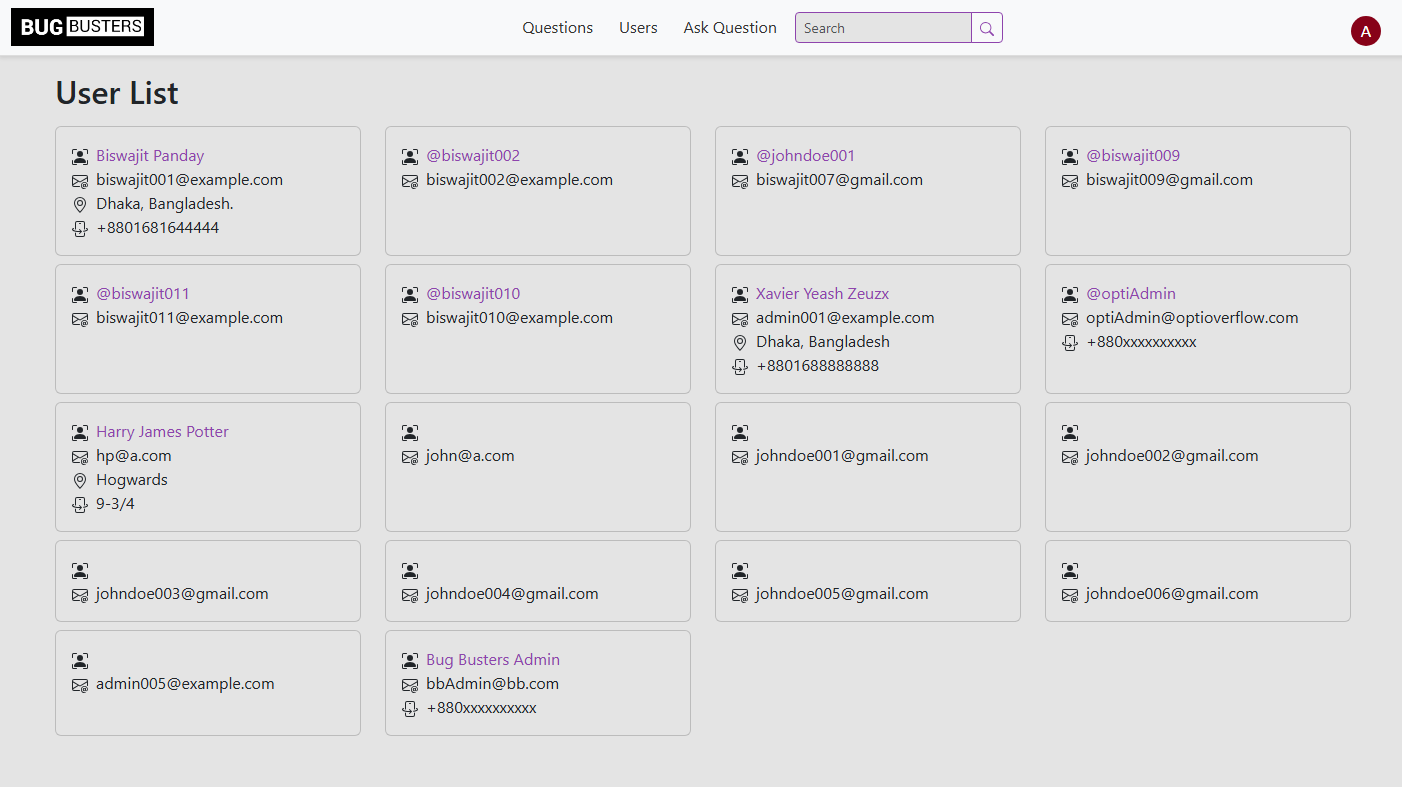 BUG BUSTERS
Questions Users Ask Question Search A
User List
Biswajit Panday
biswajit001@example.com
Dhaka, Bangladesh.
+8801681644444
@biswajit002
biswajit002@example.com
@johndoe001
biswajit007@gmail.com
@biswajit009
biswajit009@gmail.com
@biswajit011
biswajit011@example.com
@biswajit010
biswajit010@example.com
Xavier Yeash Zeuzx
admin001@example.com
Dhaka, Bangladesh
+8801688888888
@optiAdmin
optiAdmin@optioverflow.com
+880xxxxxxxxxx
Harry James Potter
hp@a.com
Hogwards
9-3/4
john@a.com
johndoe001@gmail.com
johndoe002@gmail.com
johndoe003@gmail.com
johndoe004@gmail.com
johndoe005@gmail.com
johndoe006@gmail.com
admin005@example.com
Bug Busters Admin
bbAdmin@bb.com
+880xxxxxxxxxx